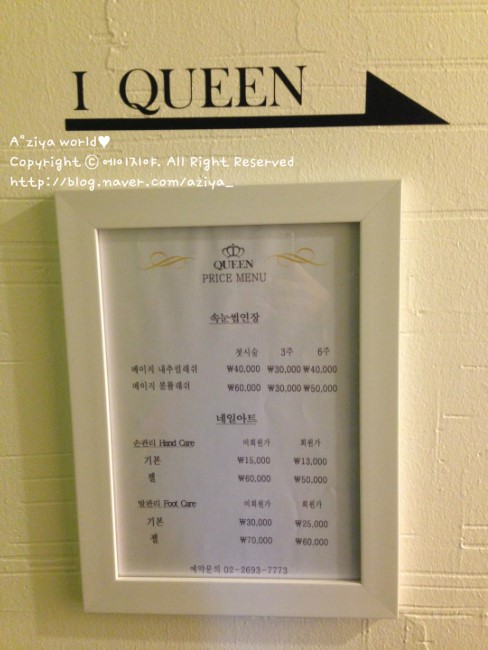 I QUEEN
A*ziya world♥
Copyright ⓒ 에이지야. All Right Reserved
http://blog.naver.com/aziya_
QUEEN
PRICE MENU
속눈썹연장
첫시술 3주 6주
베이지 내추럴래쉬 ₩40,000 ₩30,000 ₩40,000
베이지 볼륨래쉬 ₩60,000 ₩30,000 ₩50,000
네일아트
손관리 Hand Care 비회원가 회원가
기본 ₩15,000 ₩13,000
젤 ₩60,000 ₩50,000
발관리 Foot Care 비회원가 회원가
기본 ₩30,000 ₩25,000
젤 ₩70,000 ₩60,000
예약문의 02-2693-7773